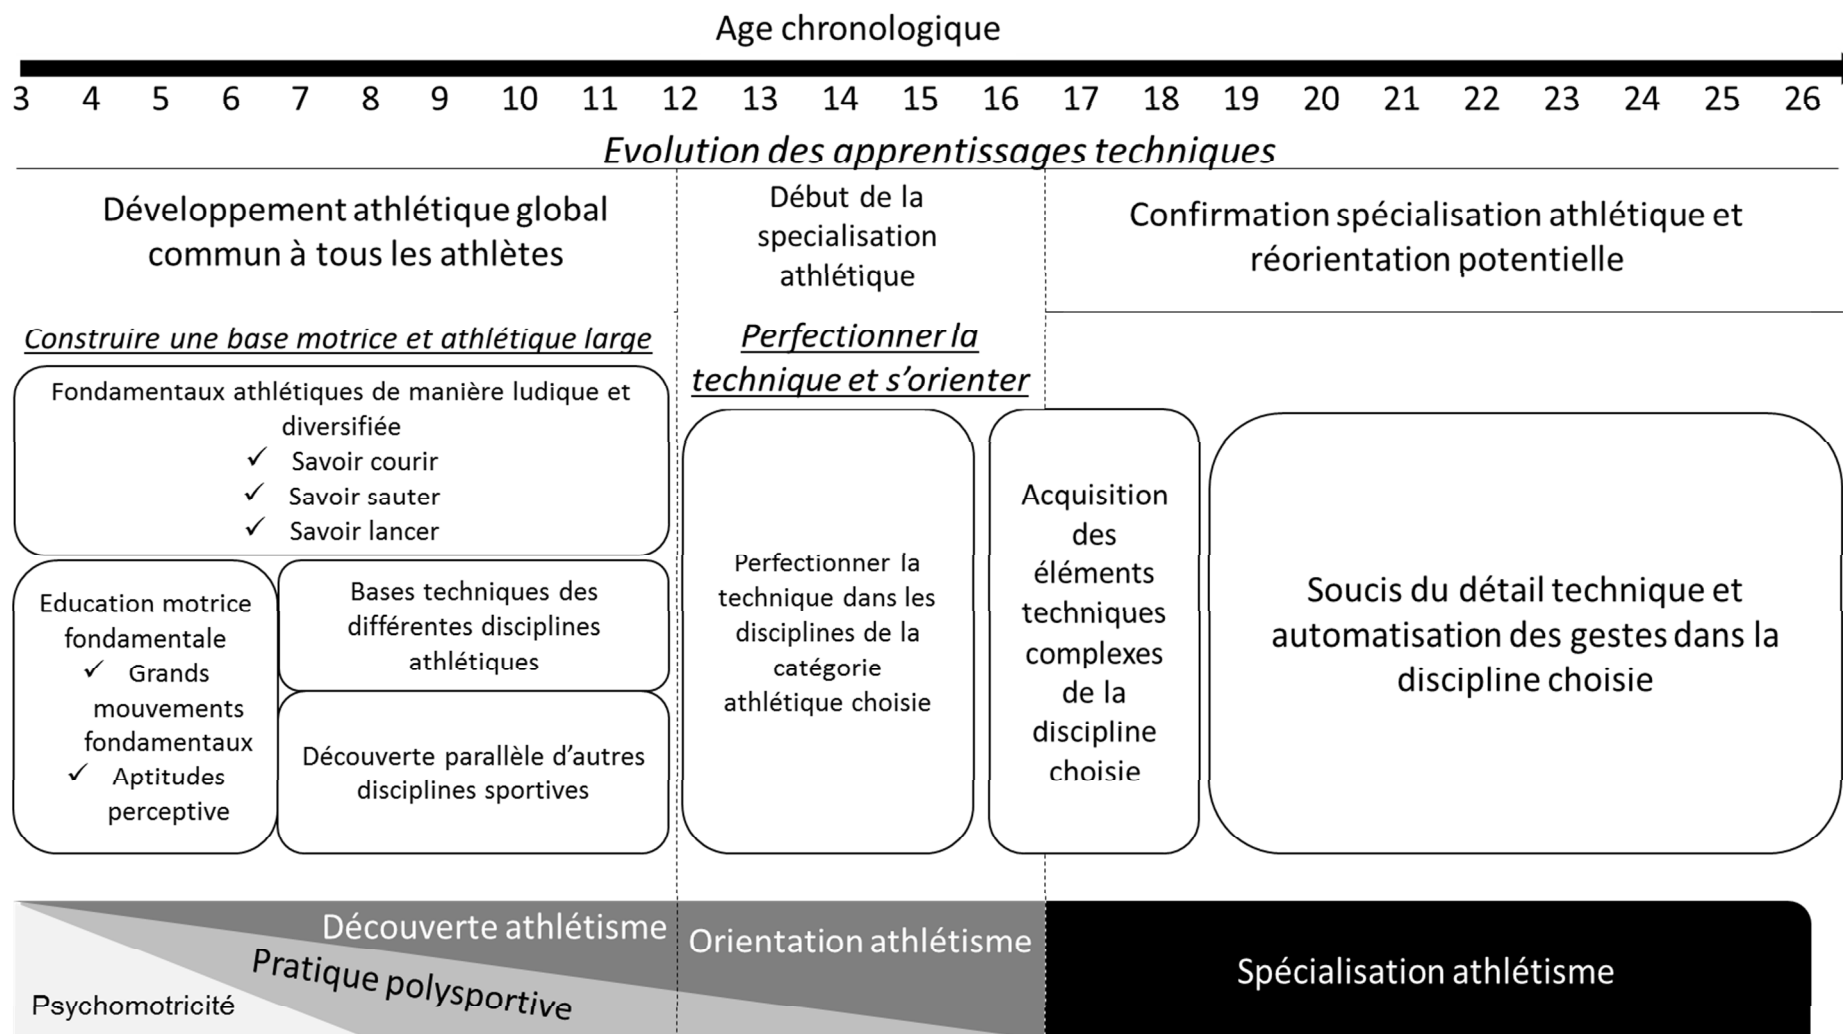 Age chronologique
3 4 5 6 7 8 9 10 11 12 13 14 15 16 17 18 19 20 21 22 23 24 25 26
Evolution des apprentissages techniques
Développement athlétique global
commun à tous les athlètes
Début de la
specialisation
athlétique
Confirmation spécialisation athlétique et
réorientation potentielle
Construire une base motrice et athlétique large
Perfectionner la
technique et s'orienter
Fondamentaux athlétiques de manière ludique et
diversifiée
✓ Savoir courir
✓ Savoir sauter
✓ Savoir lancer
Education motrice
fondamentale
✓ Grands
mouvements
fondamentaux
✓ Aptitudes
perceptive
Bases techniques des
différentes disciplines
athlétiques
Découverte parallèle d'autres
disciplines sportives
Perfectionner la
technique dans les
disciplines de la
catégorie
athlétique choisie
Acquisition
des
éléments
techniques
complexes
de la
discipline
choisie
Soucis du détail technique et
automatisation des gestes dans la
discipline choisie
Découverte athlétisme
Orientation athlétisme
Pratique polysportive
Psychomotricité
Spécialisation athlétisme